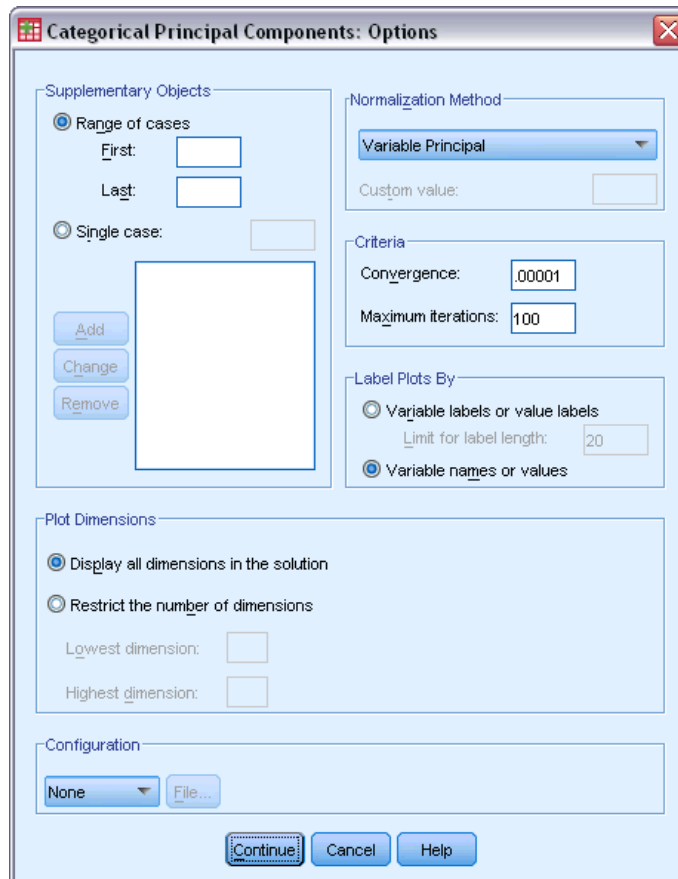 Categorical Principal Components: Options
Supplementary Objects
Range of cases
First:
Last:
Single case:
Add
Change
Remove
Normalization Method
Variable Principal
Custom value:
Criteria
Convergence: .00001
Maximum iterations: 100
Label Plots By
Variable labels or value labels
Limit for label length: 20
Variable names or values
Plot Dimensions
Display all dimensions in the solution
Restrict the number of dimensions
Lowest dimension:
Highest dimension:
Configuration
None File...
Continue Cancel Help